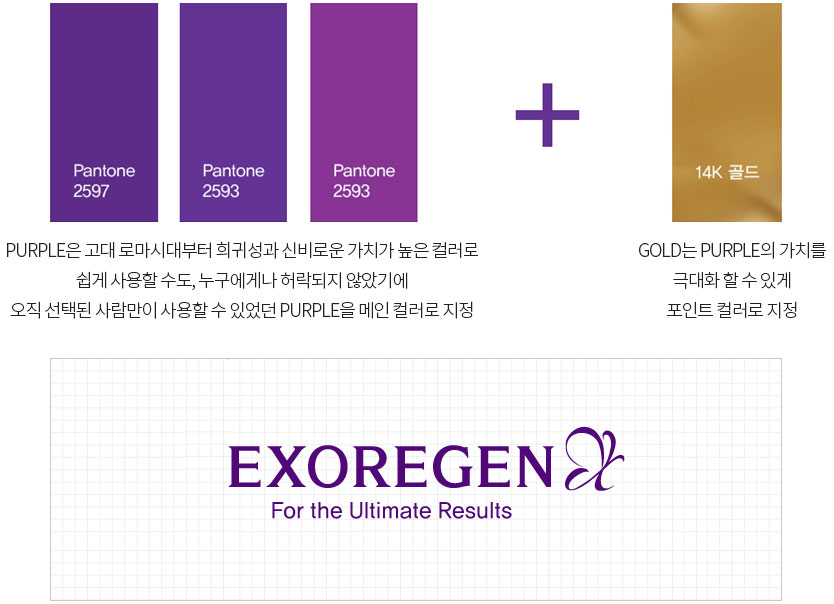 Pantone
2597
Pantone
2593
Pantone
2593
14K 골드
PURPLE은 고대 로마시대부터 희귀성과 신비로운 가치가 높은 컬러로
쉽게 사용할 수도, 누구에게나 허락되지 않았기에
오직 선택된 사람만이 사용할 수 있었던 PURPLE을 메인 컬러로 지정
GOLD는 PURPLE의 가치를
극대화 할 수 있게
포인트 컬러로 지정
EXOREGEN
For the Ultimate Results